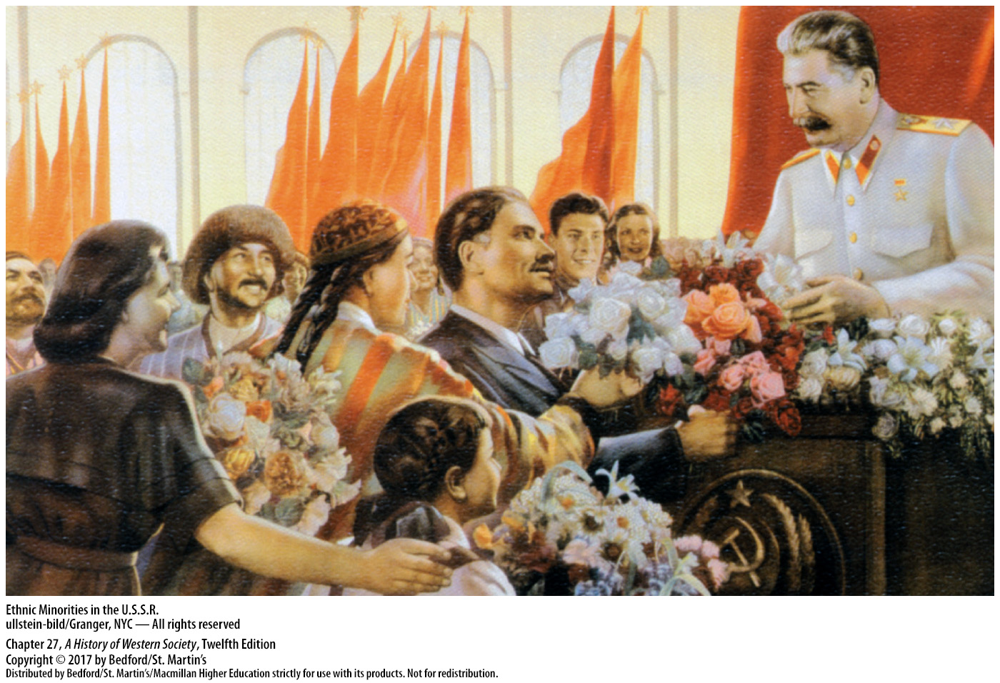 Ethnic Minorities in the U.S.S.R.
ullstein-bild/Granger, NYC — All rights reserved
Chapter 27, A History of Western Society, Twelfth Edition
Copyright © 2017 by Bedford/St. Martin’s
Distributed by Bedford/St. Martin’s/Macmillan Higher Education strictly for use with its products. Not for redistribution.